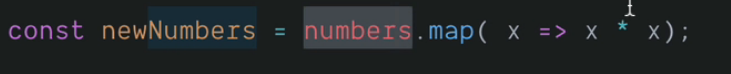 const newNumbers = numbers.map( x => x * x);